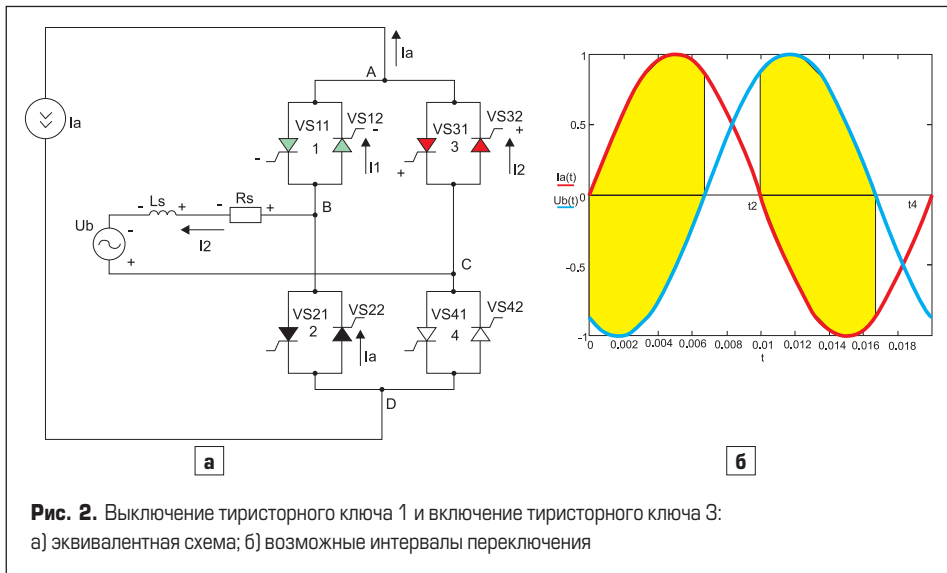 Ia
A
Ia
VS11
1
VS12
-
-
I1
VS31
3
VS32
+
+
I2
Ls
-
+
Rs
-
+
B
Ub
-
+
I2
C
VS21
2
VS22
Ia
VS41
4
VS42
D
а
1
0.5
Ia(t)
Ub(t)
0
-0.5
-1
t2
t4
0 0.002 0.004 0.006 0.008 0.01 0.012 0.014 0.016 0.018
t
б
Рис. 2. Выключение тиристорного ключа 1 и включение тиристорного ключа 3:
а) эквивалентная схема; б) возможные интервалы переключения